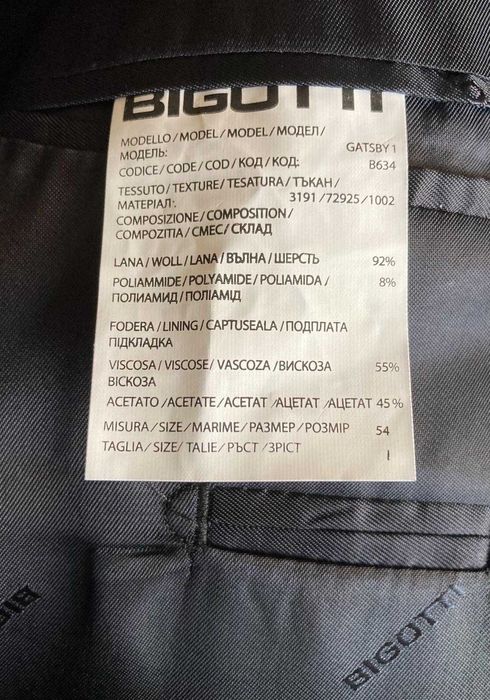 BIGOTTI
MODELLO / MODEL / MODEL / МОДЕЛ /
МОДЕЛЬ: GATSBY 1
CODICE / CODE / COD / КОД / КОД: B634
TESSUTO / TEXTURE / TESATURA / ТЪКАН /
МАТЕРІАЛ: 3191 /72925/1002
COMPOSIZIONE / COMPOSITION /
COMPOZITIA / СМЕС / СКЛАД
LANA / WOLL / LANA / ВЪЛНА / ШЕРСТЬ 92%
POLIAMMIDE / POLYAMIDE / POLIAMIDA / 8%
ПОЛИАМИД / ПОЛІАМІД
FODERA / LINING / CAPTUSEALA / ПОДПЛАТА
ПІДКЛАДКА
VISCOSA / VISCOSE / VASCOZA / ВИСКОЗА 55%
ВІСКОЗА
ACETATO / ACETATE / ACETAT / АЦЕТАТ / АЦЕТАТ 45%
MISURA / SIZE / MARIME / РАЗМЕР / РОЗМІР 54
TAGLIA / SIZE / TALIE / РЪСТ / ЗРІСТ
BIGOTTI